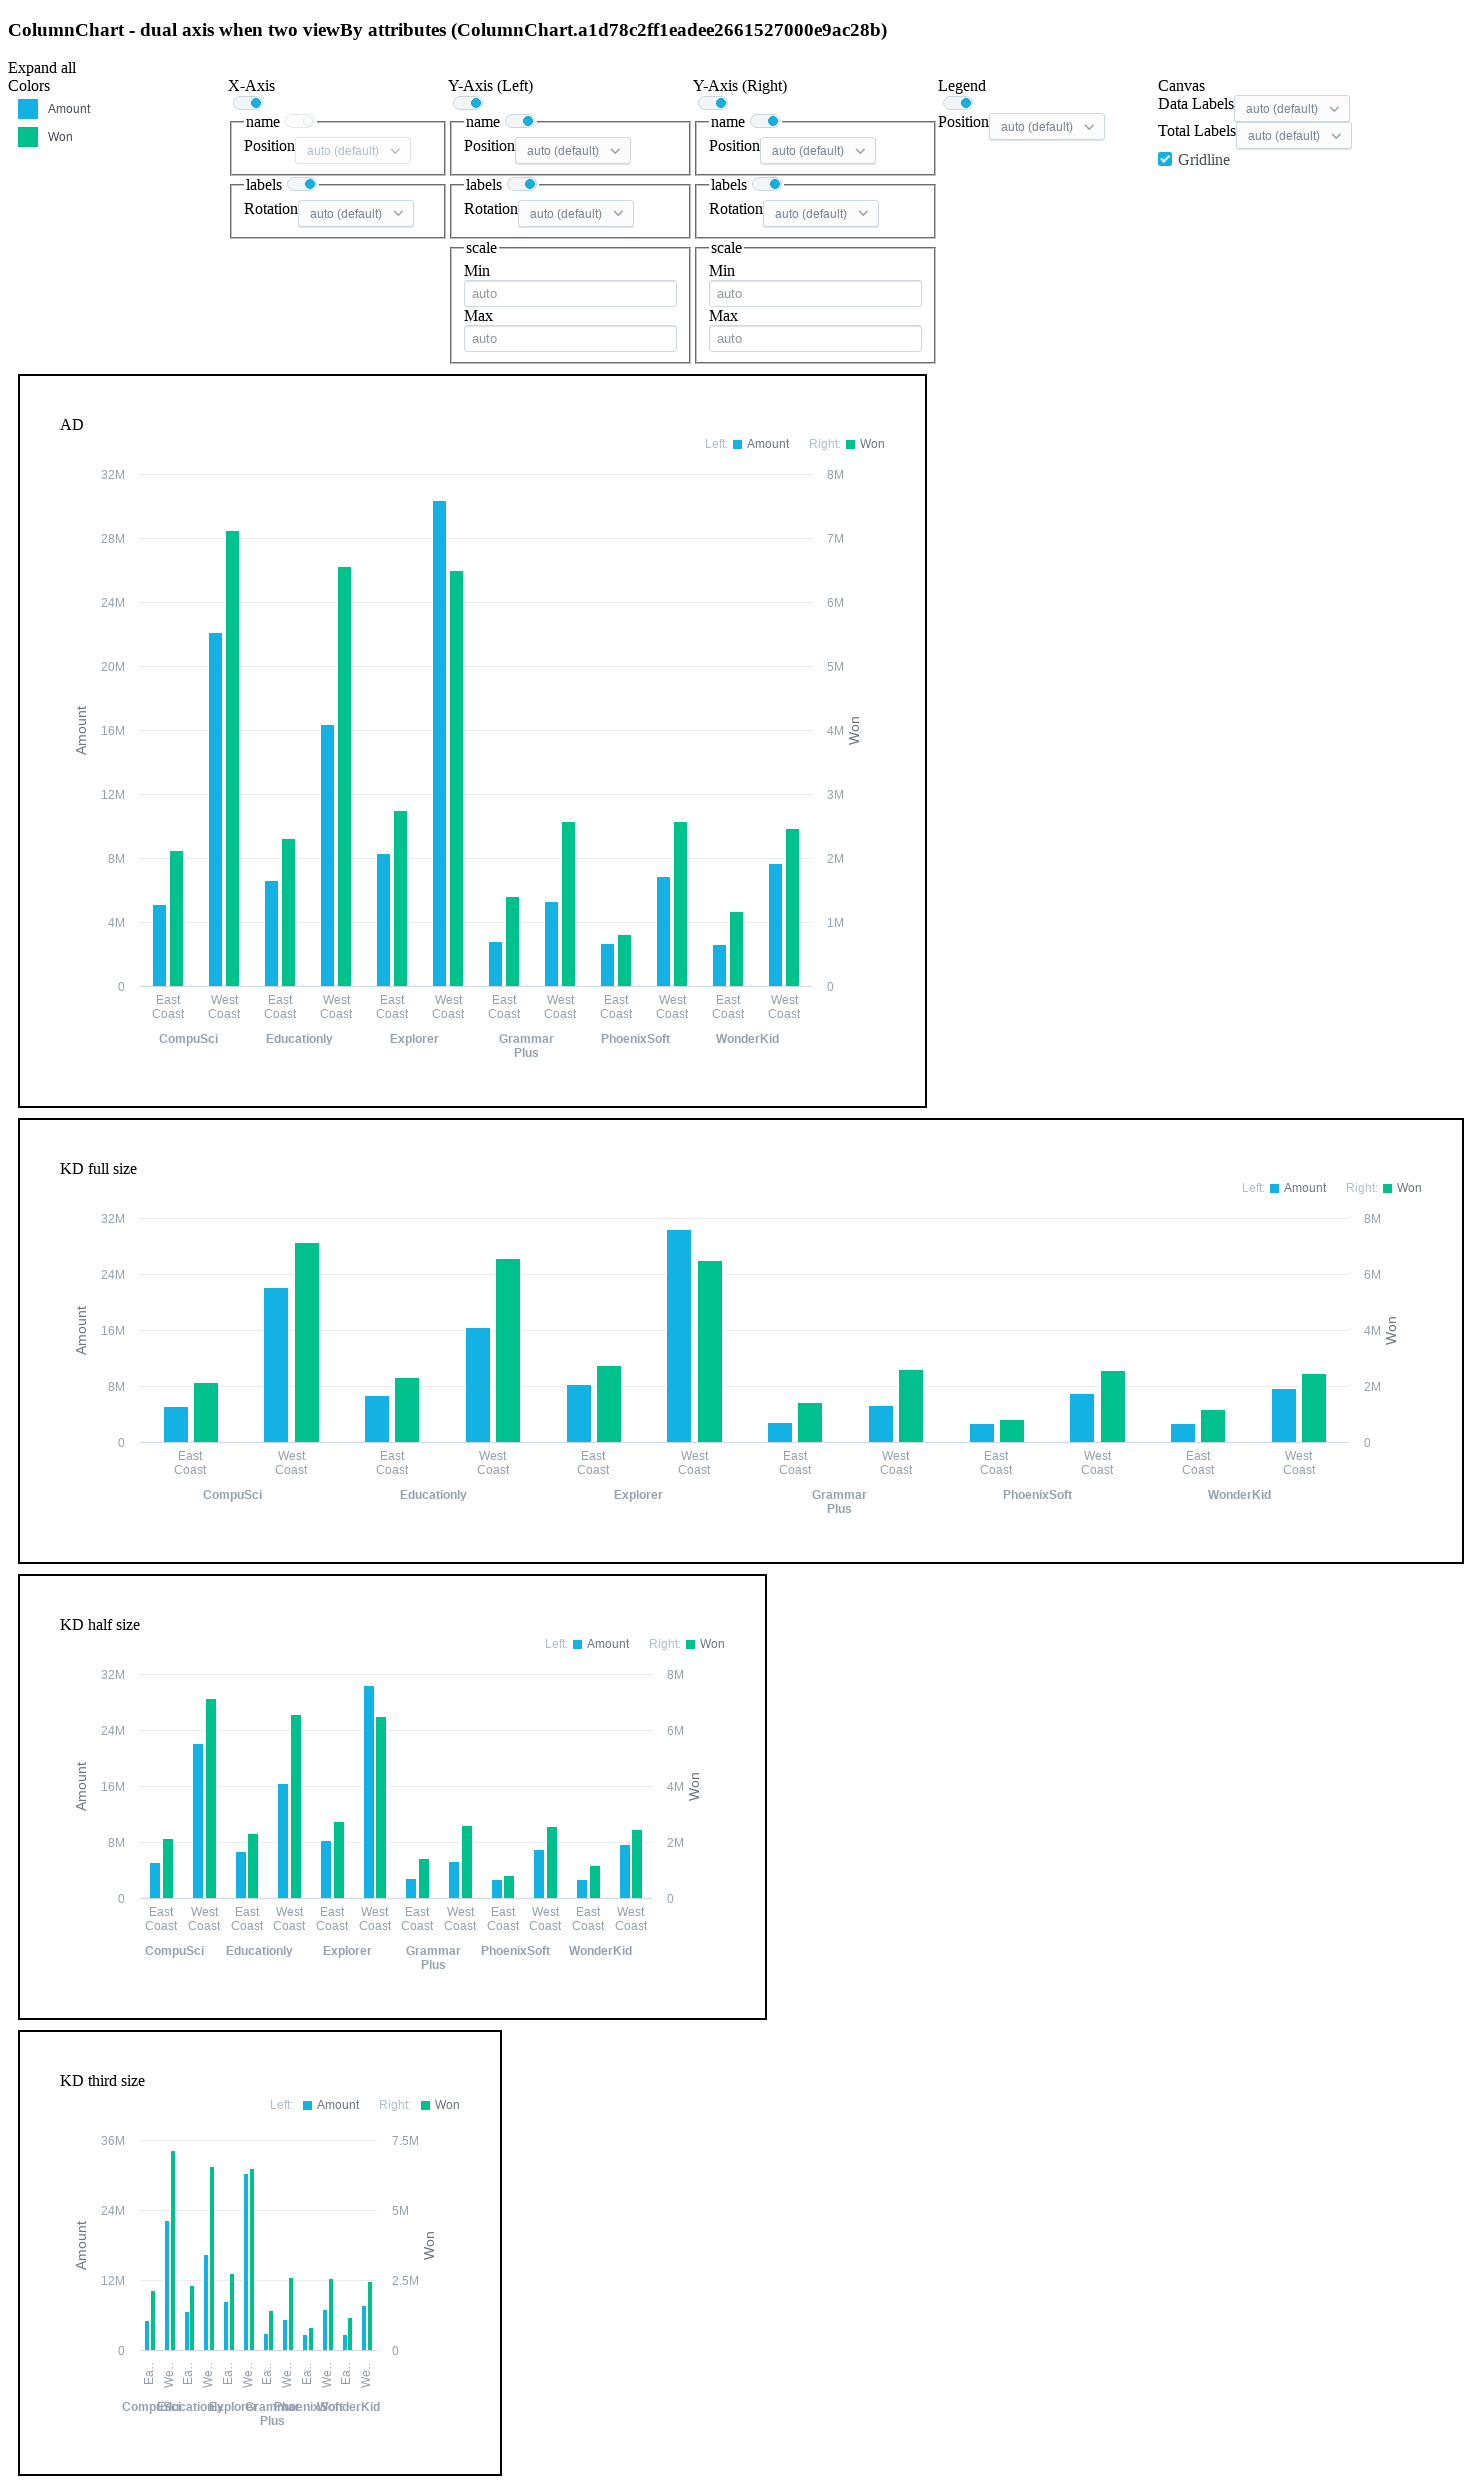 ColumnChart - dual axis when two viewBy attributes (ColumnChart.a1d78c2ff1eadee2661527000e9ac28b)
Expand all
Colors
Amount
Won
X-Axis
name
Position auto (default)
labels
Rotation auto (default)
Y-Axis (Left)
name
Position auto (default)
labels
Rotation auto (default)
scale
Min
auto
Max
auto
Y-Axis (Right)
name
Position auto (default)
labels
Rotation auto (default)
scale
Min
auto
Max
auto
Legend
Position auto (default)
Canvas
Data Labels auto (default)
Total Labels auto (default)
Gridline
AD
Left: Amount Right: Won
32M 8M
28M 7M
24M 6M
20M 5M
16M 4M
12M 3M
8M 2M
4M 1M
0 0
Amount
Won
East West East West East West East West East West East West
Coast Coast Coast Coast Coast Coast Coast Coast Coast Coast Coast Coast
CompuSci Educationly Explorer Grammar PhoenixSoft WonderKid
Plus
KD full size
Left: Amount Right: Won
32M 8M
24M 6M
16M 4M
8M 2M
0 0
Amount
Won
East West East West East West East West East West East West
Coast Coast Coast Coast Coast Coast Coast Coast Coast Coast Coast Coast
CompuSci Educationly Explorer Grammar PhoenixSoft WonderKid
Plus
KD half size
Left: Amount Right: Won
32M 8M
24M 6M
16M 4M
8M 2M
0 0
Amount
Won
East West East West East West East West East West East West
Coast Coast Coast Coast Coast Coast Coast Coast Coast Coast Coast Coast
CompuSci Educationly Explorer Grammar PhoenixSoft WonderKid
Plus
KD third size
Left: Amount Right: Won
36M 7.5M
24M 5M
12M 2.5M
0 0
Amount
Won
Ea… We… Ea… We… Ea… We… Ea… We… Ea… We… Ea… We…
CompuSci Educationly Explorer Grammar PhoenixSoft WonderKid
Plus